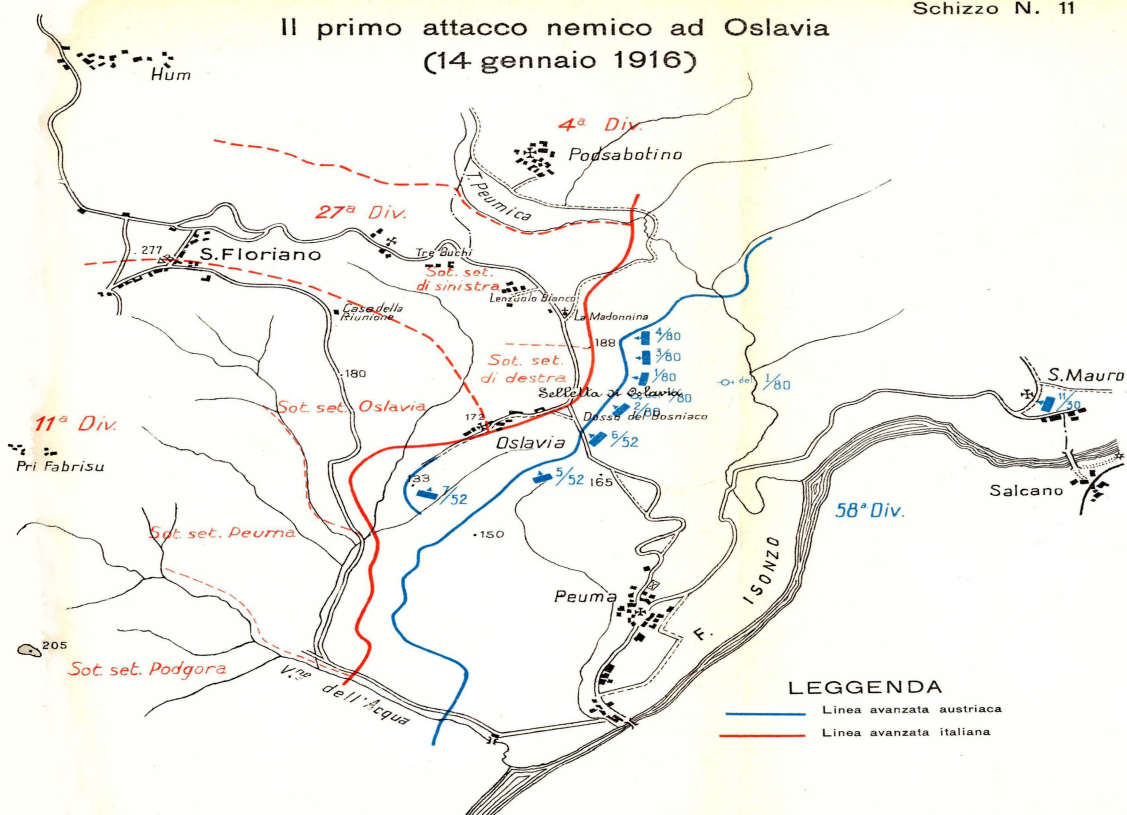 Schizzo N. 11
Il primo attacco nemico ad Oslavia
(14 gennaio 1916)
Hum
4ª Div.
Podsabotino
T. Peumica
27ª Div.
277
S. Floriano
Tre Buchi
Sot. set.
di sinistra
Lenzuolo Bianco
Case della
Riunione
La Madonnina
4/80
188
3/80
Sot. set.
di destra
180
1/80
del 1/80
S. Mauro
11/30
Selletta di Oslavia
2/80
Sot. set. Oslavia
172
Dosso del Bosniaco
11ª Div.
Oslavia
6/52
Pri Fabrisu
133
7/52
5/52
165
Salcano
58ª Div.
Sot. set. Peuma
150
Peuma
F. ISONZO
205
Sot. set. Podgora
V.ne dell'Acqua
LEGGENDA
Linea avanzata austriaca
Linea avanzata italiana